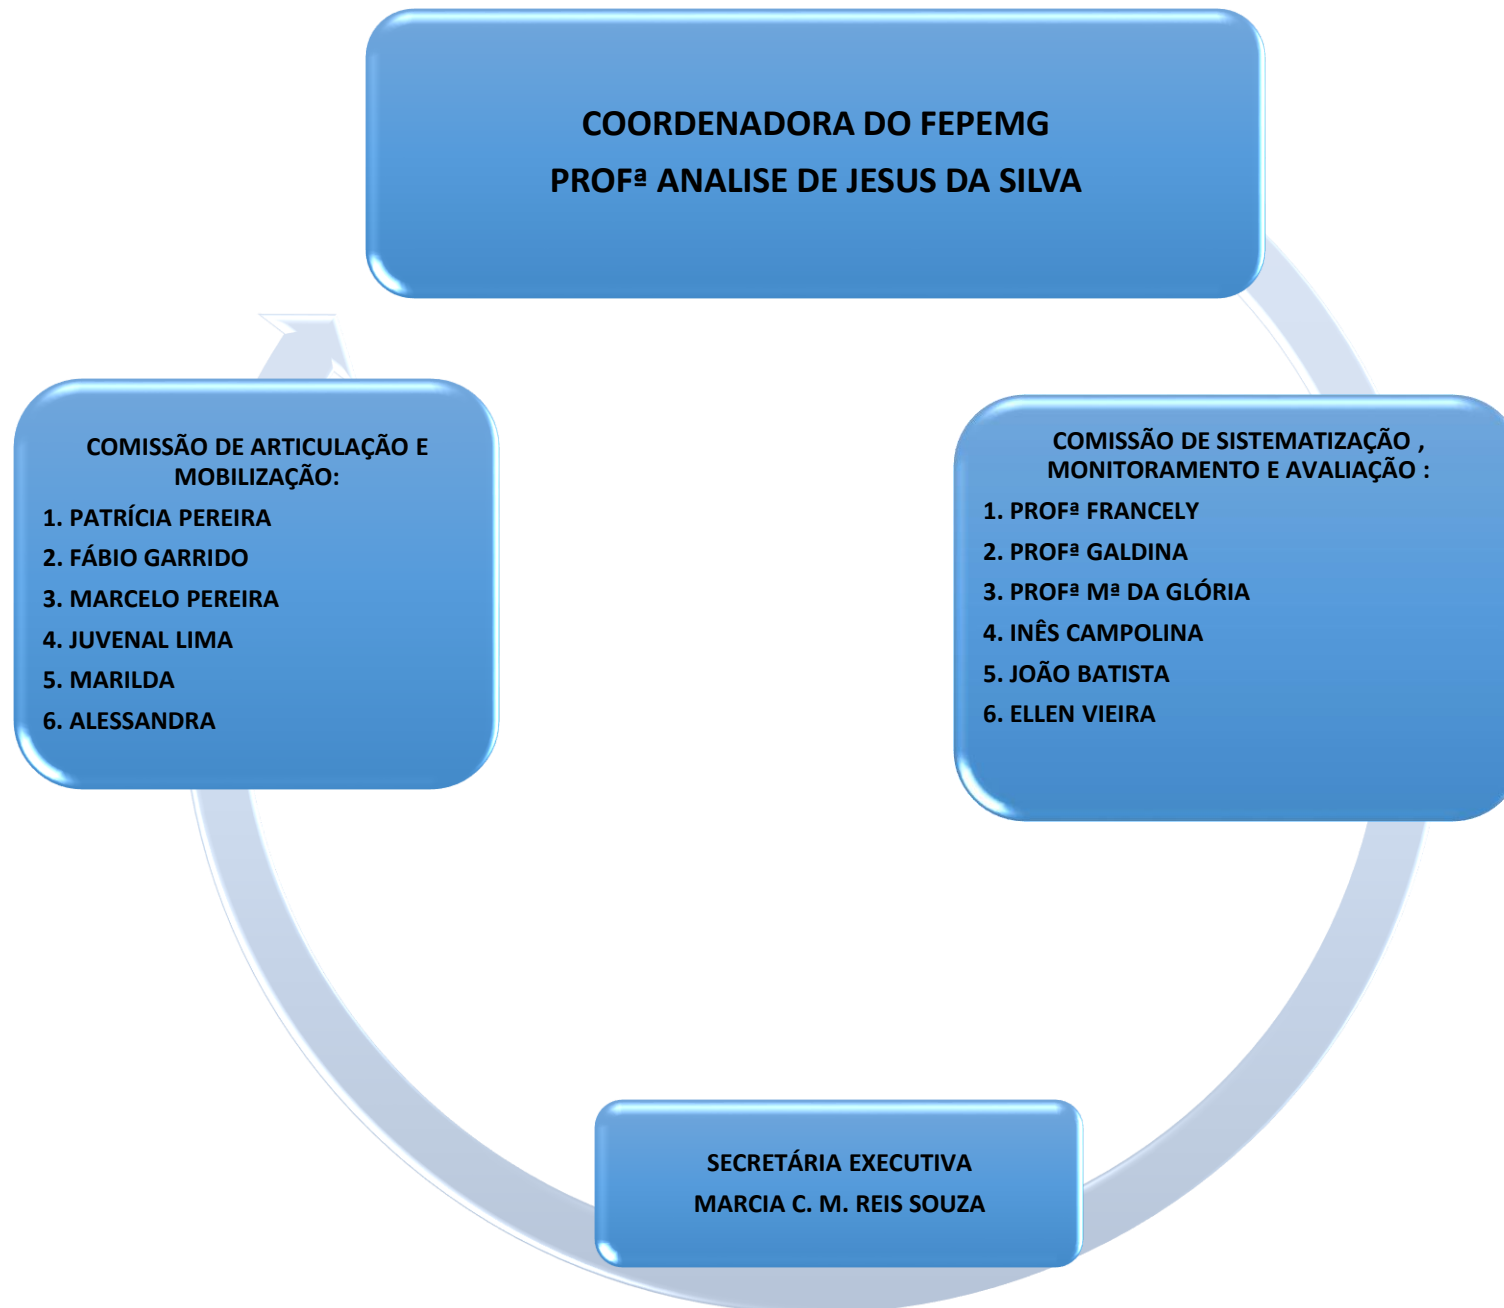 COORDENADORA DO FEPEMG
PROFª ANALISE DE JESUS DA SILVA
COMISSÃO DE ARTICULAÇÃO E
MOBILIZAÇÃO:
1. PATRÍCIA PEREIRA
2. FÁBIO GARRIDO
3. MARCELO PEREIRA
4. JUVENAL LIMA
5. MARILDA
6. ALESSANDRA
COMISSÃO DE SISTEMATIZAÇÃO ,
MONITORAMENTO E AVALIAÇÃO :
1. PROFª FRANCELY
2. PROFª GALDINA
3. PROFª Mª DA GLÓRIA
4. INÊS CAMPOLINA
5. JOÃO BATISTA
6. ELLEN VIEIRA
SECRETÁRIA EXECUTIVA
MARCIA C. M. REIS SOUZA